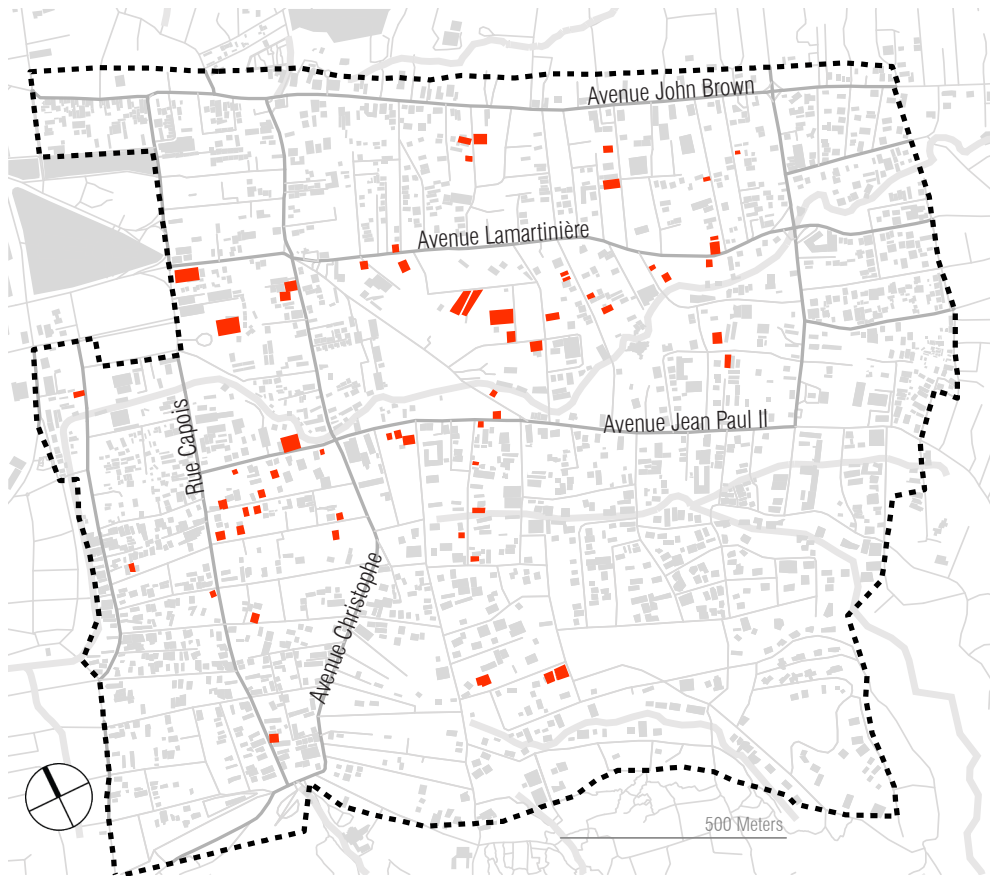 Avenue John Brown
Avenue Lamartinière
Avenue Jean Paul II
Rue Capois
Avenue Christophe
500 Meters